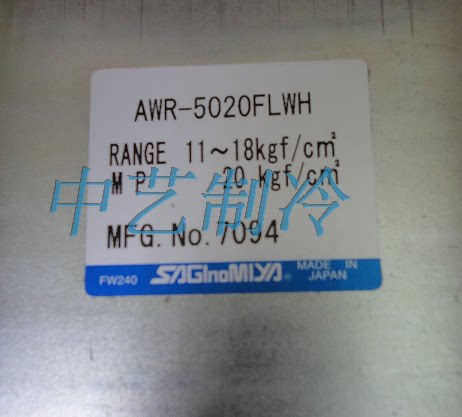 AWR-5020FLWH
RANGE 11～18kgf/c㎡
M P 20 kgf/c㎡
中艺制冷
MFG. No. 7094
FW240 SAGInoMIYA® MADE IN JAPAN